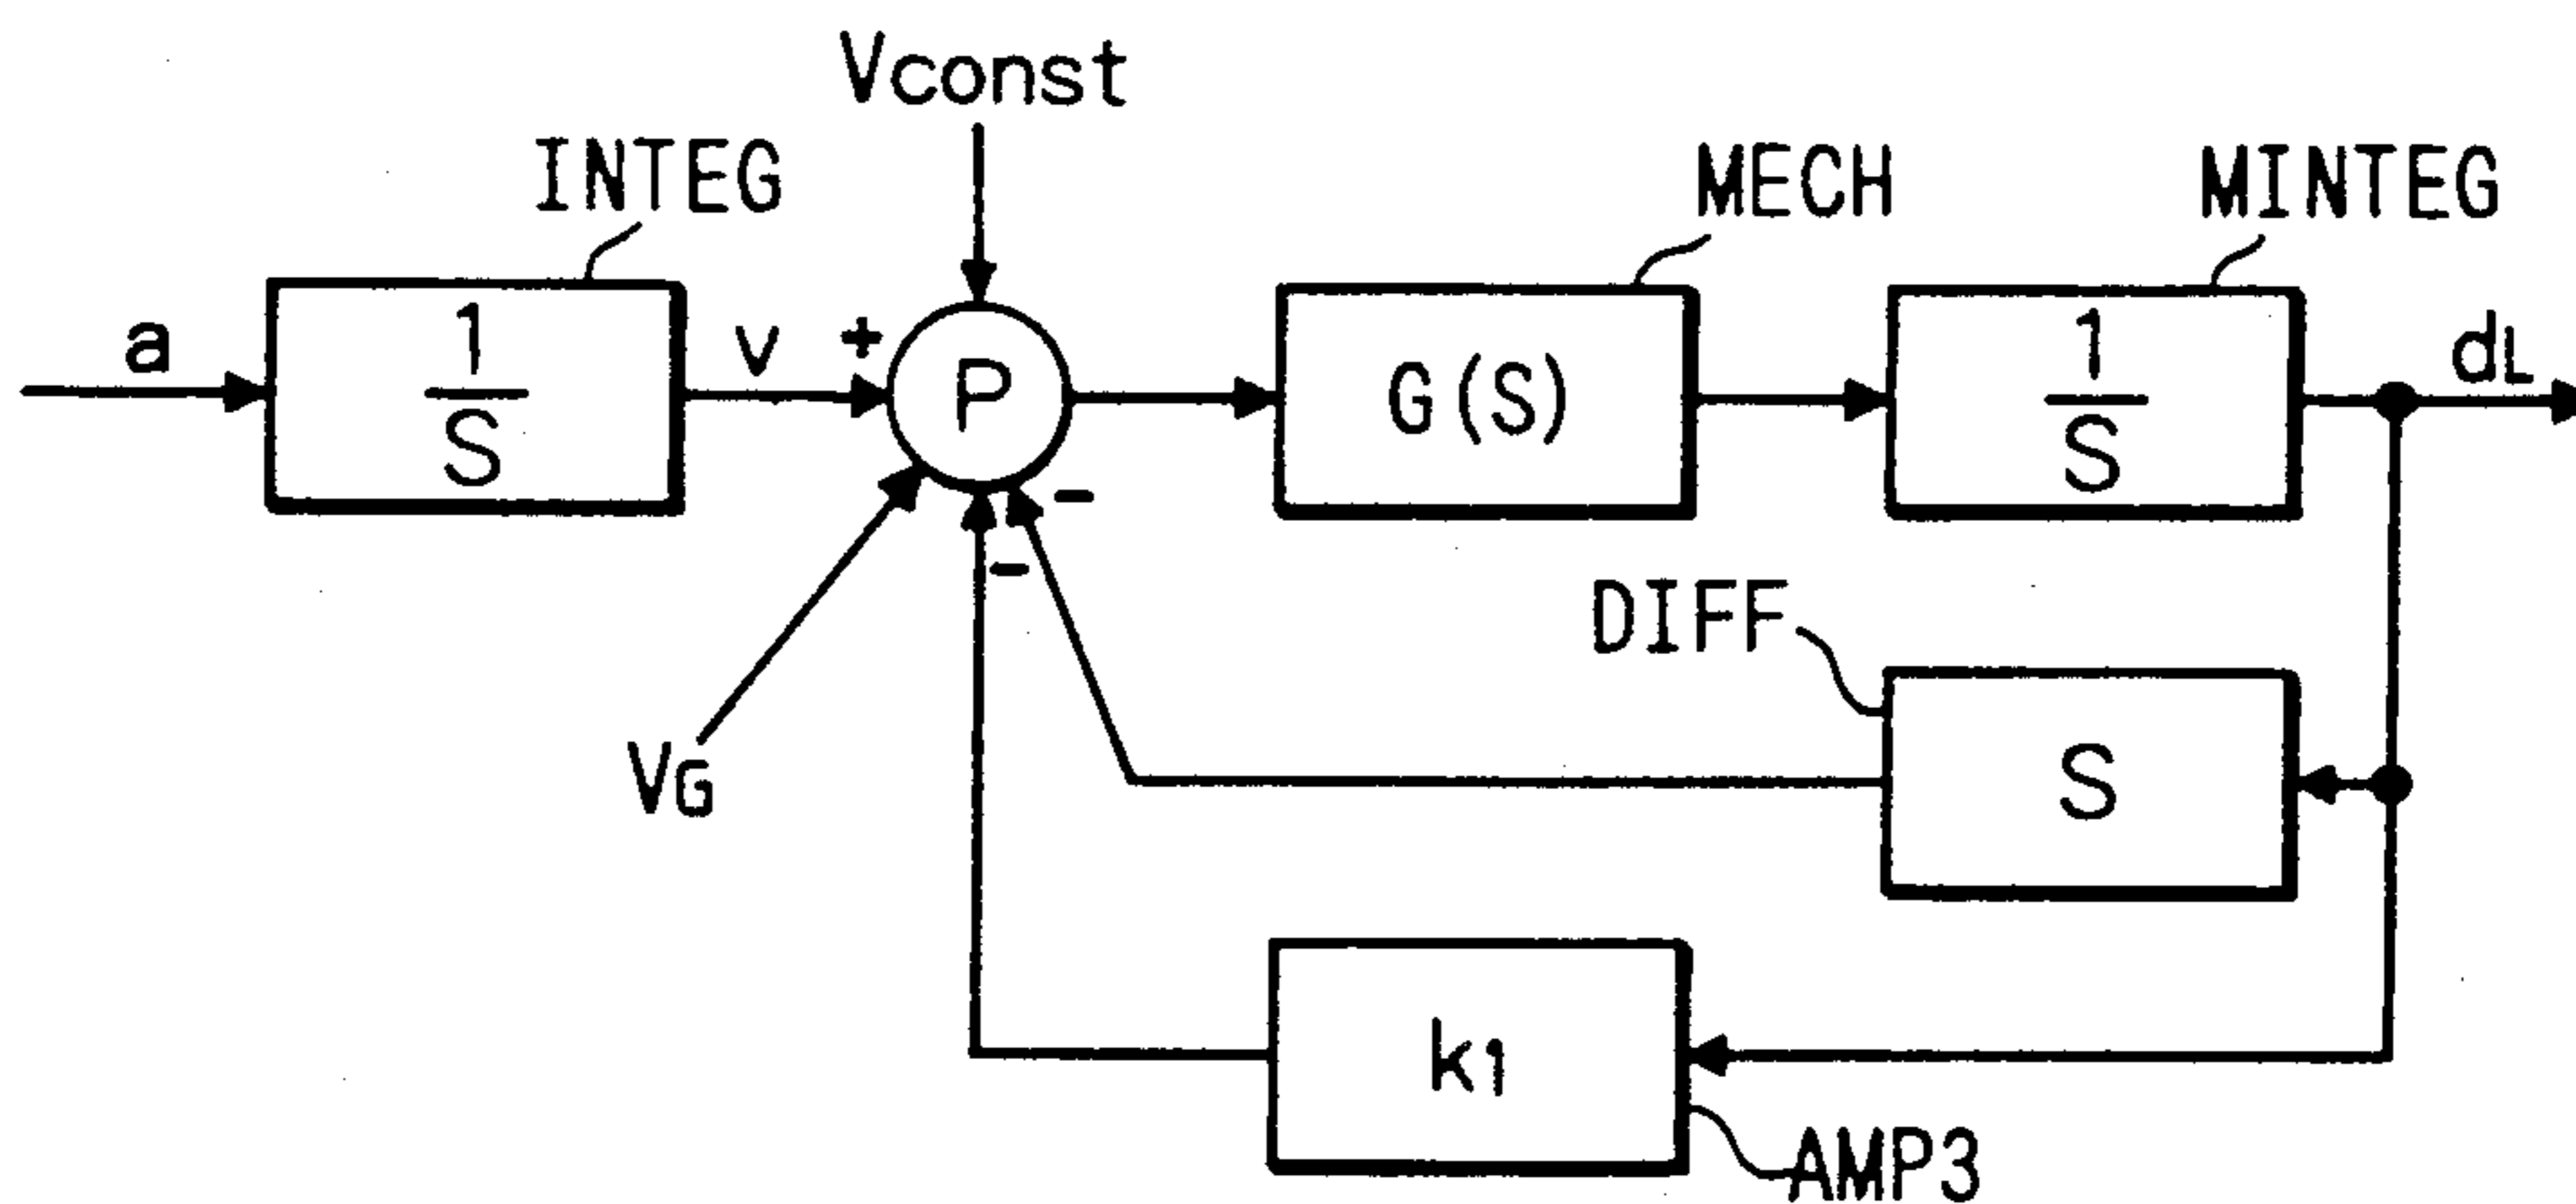 Vconst
INTEG
MECH
MINTEG
a
1
S
v
+
P
G(S)
1
S
dL
-
-
DIFF
VG
S
k1
AMP3